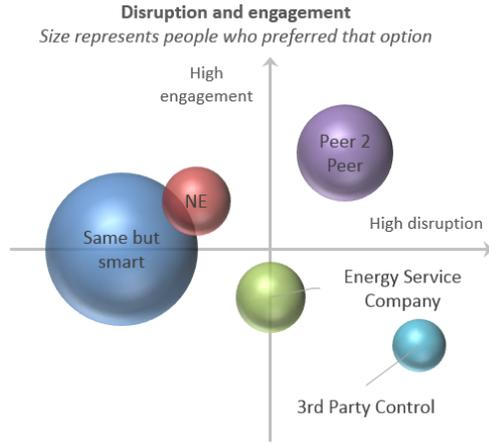 Disruption and engagement
Size represents people who preferred that option
High
engagement
Peer 2
Peer
NE
High disruption
Same but
smart
Energy Service
Company
3rd Party Control